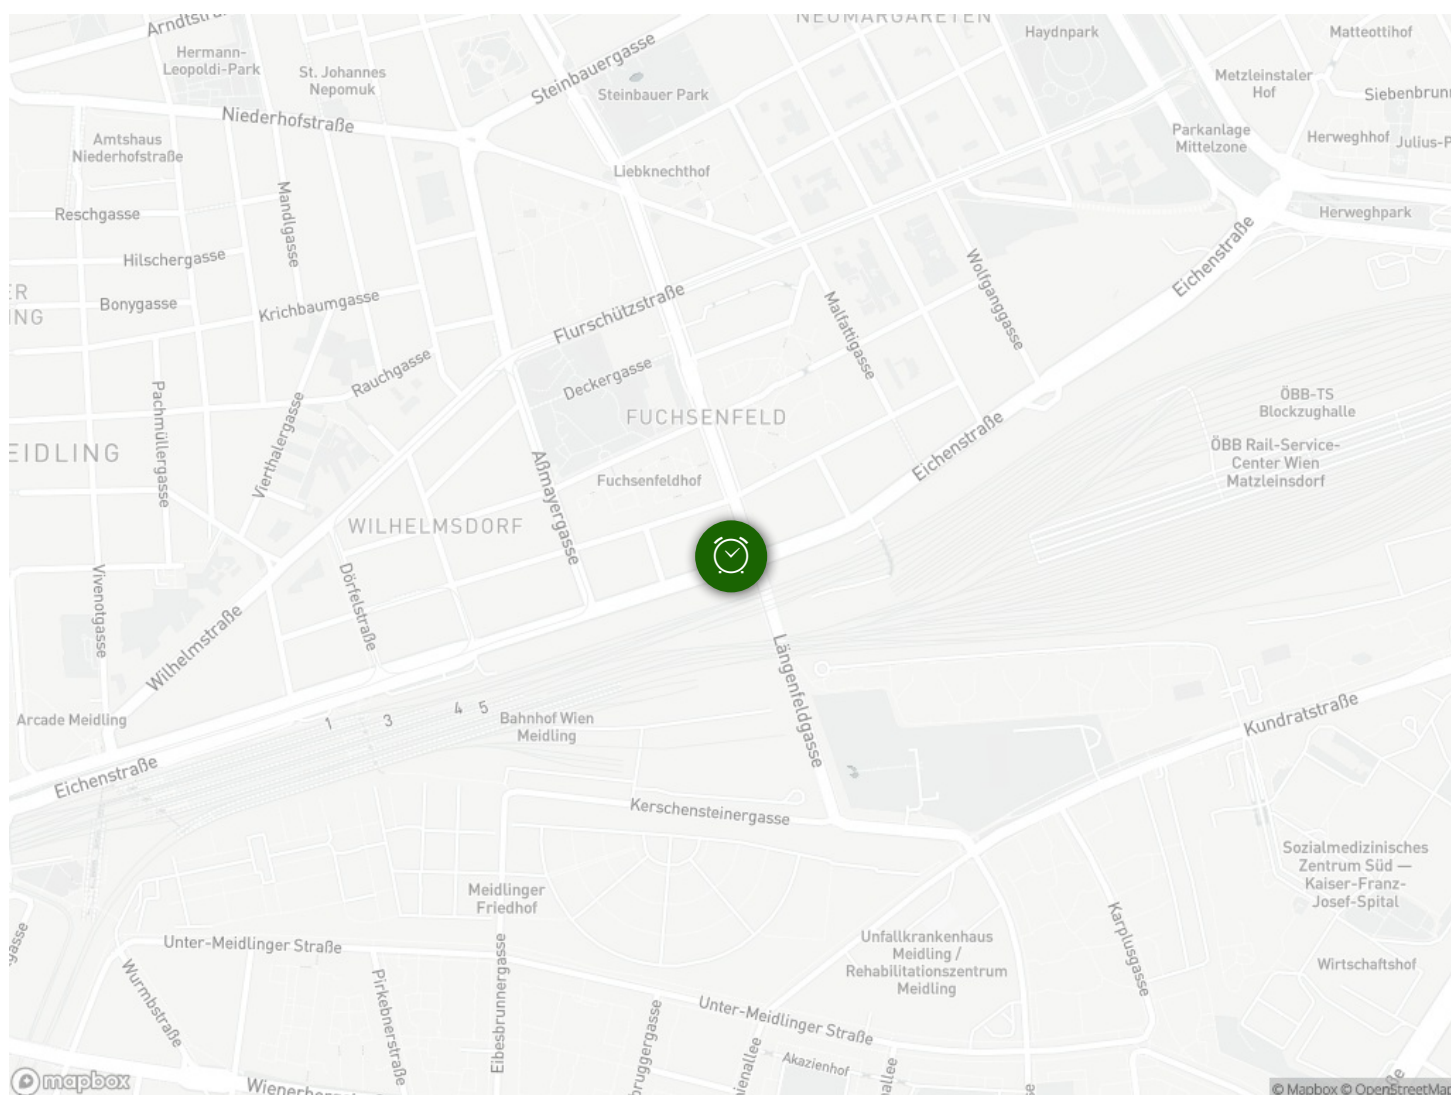 NEUMARGARETEN
Haydnpark
Matteottihof
Hermann-
Leopoldi-Park
St. Johannes
Nepomuk
Steinbauergasse
Steinbauer Park
Metzleinstaler
Hof
Niederhofstraße
Amtshaus
Niederhofstraße
Parkanlage
Mittelzone
Herweghhof
Liebknechthof
Mandlgasse
Reschgasse
Herweghpark
Hilschergasse
Eichenstraße
Bonygasse
Krichbaumgasse
Flurschützstraße
Malfattigasse
Wolfganggasse
Rauchgasse
Deckergasse
ÖBB-TS
Blockzughalle
FUCHSENFELD
Pachmüllergasse
Vierthalergasse
EIDLING
Eichenstraße
ÖBB Rail-Service-
Center Wien
Matzleinsdorf
Aßmayergasse
Fuchsenfeldhof
WILHELMSDORF
Vivenotgasse
Dörfelstraße
Wilhelmstraße
Längenfeldgasse
Arcade Meidling
1 3 4 5
Bahnhof Wien
Meidling
Kundratstraße
Eichenstraße
Kerschensteinergasse
Sozialmedizinisches
Zentrum Süd —
Kaiser-Franz-
Josef-Spital
Meidlinger
Friedhof
Karplusgasse
Unter-Meidlinger Straße
Unfallkrankenhaus
Meidling /
Rehabilitationszentrum
Meidling
Wirtschaftshof
Wurmbstraße
Pirkebnerstraße
Eibesbrunnergasse
Unter-Meidlinger Straße
Akazienhof
mapbox
© Mapbox © OpenStreetMap